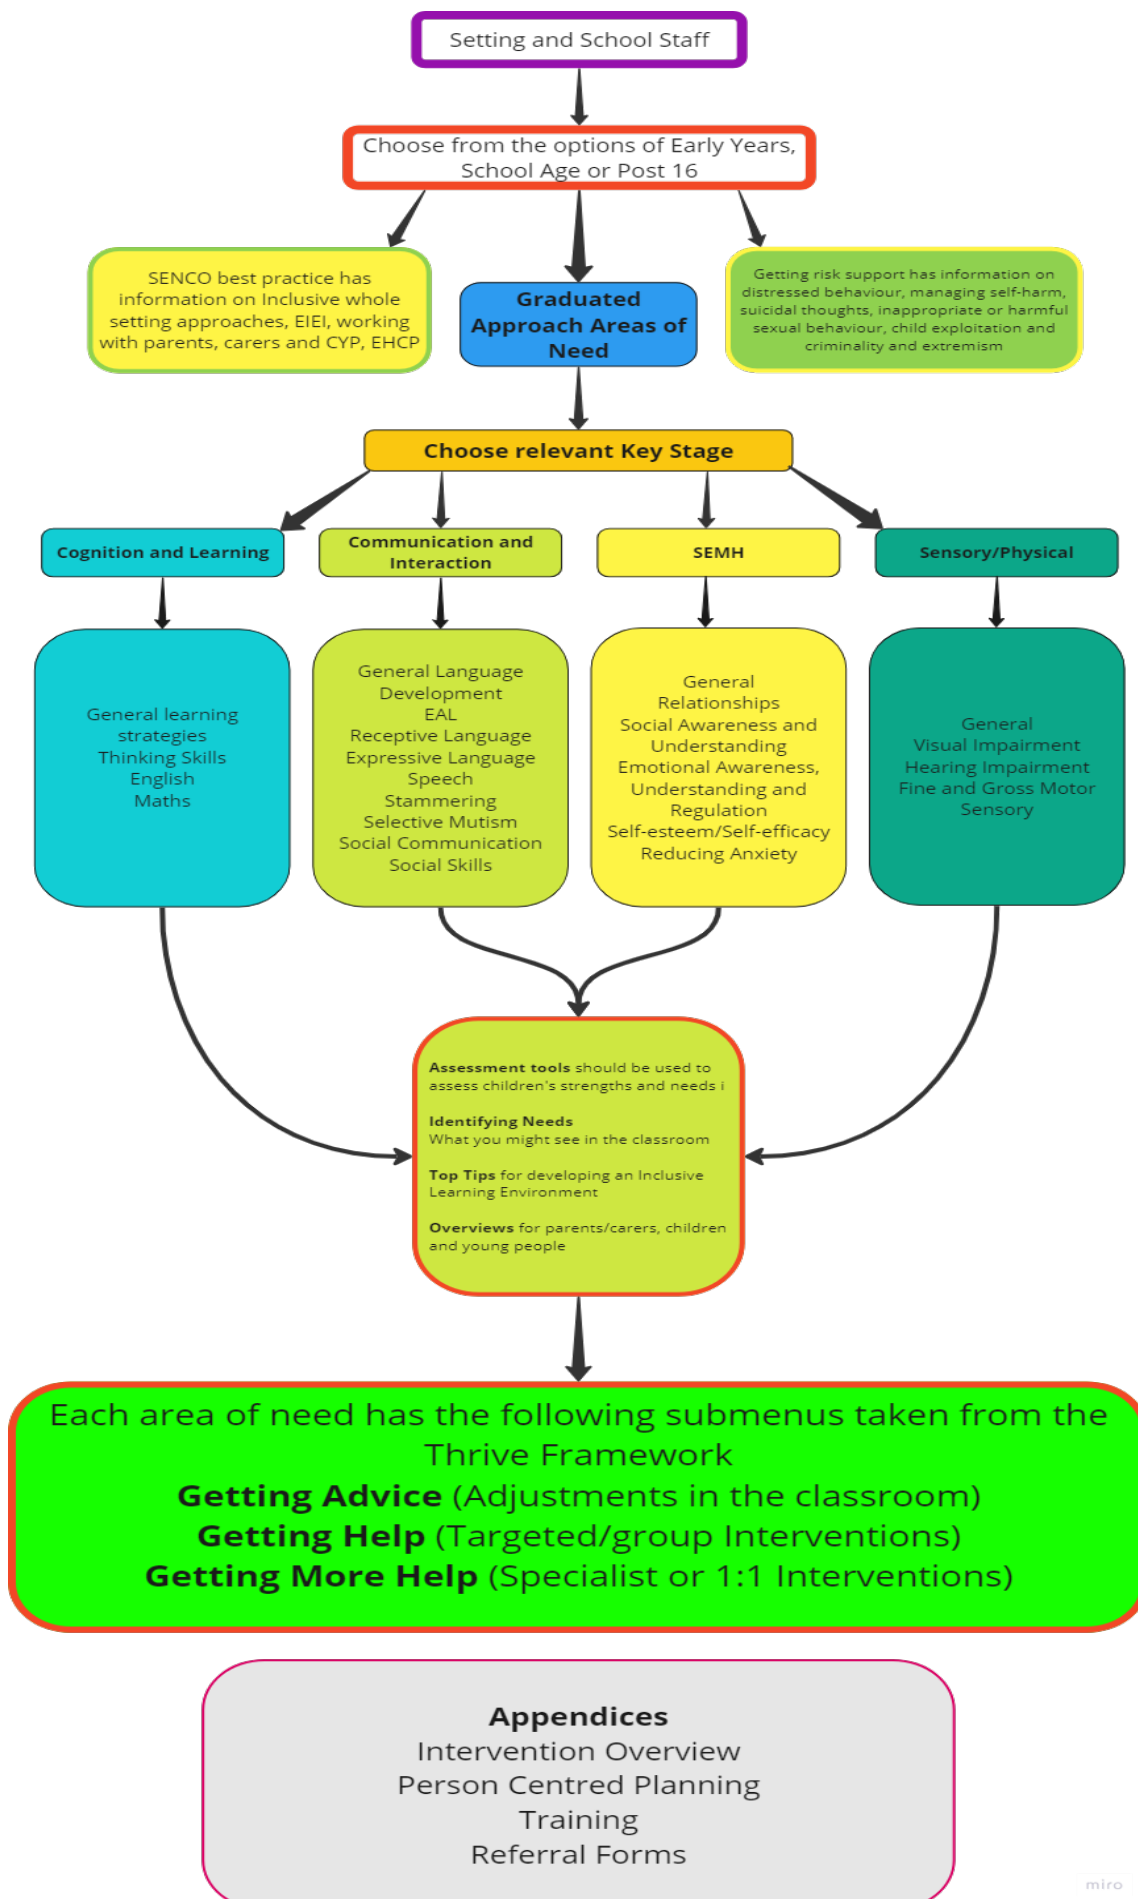 Setting and School Staff
Choose from the options of Early Years,
School Age or Post 16
SENCO best practice has
information on Inclusive whole
setting approaches, EIEI, working
with parents, carers and CYP, EHCP
Graduated
Approach Areas of
Need
Getting risk support has information on
distressed behaviour, managing self-harm,
suicidal thoughts, inappropriate or harmful
sexual behaviour, child exploitation and
criminality and extremism
Choose relevant Key Stage
Cognition and Learning
Communication and
Interaction
SEMH
Sensory/Physical
General learning
strategies
Thinking Skills
English
Maths
General Language
Development
EAL
Receptive Language
Expressive Language
Speech
Stammering
Selective Mutism
Social Communication
Social Skills
General
Relationships
Social Awareness and
Understanding
Emotional Awareness,
Understanding and
Regulation
Self-esteem/Self-efficacy
Reducing Anxiety
General
Visual Impairment
Hearing Impairment
Fine and Gross Motor
Sensory
Assessment tools should be used to
assess children's strengths and needs i
Identifying Needs
What you might see in the classroom
Top Tips for developing an Inclusive
Learning Environment
Overviews for parents/carers, children
and young people
Each area of need has the following submenus taken from the
Thrive Framework
Getting Advice (Adjustments in the classroom)
Getting Help (Targeted/group Interventions)
Getting More Help (Specialist or 1:1 Interventions)
Appendices
Intervention Overview
Person Centred Planning
Training
Referral Forms
miro